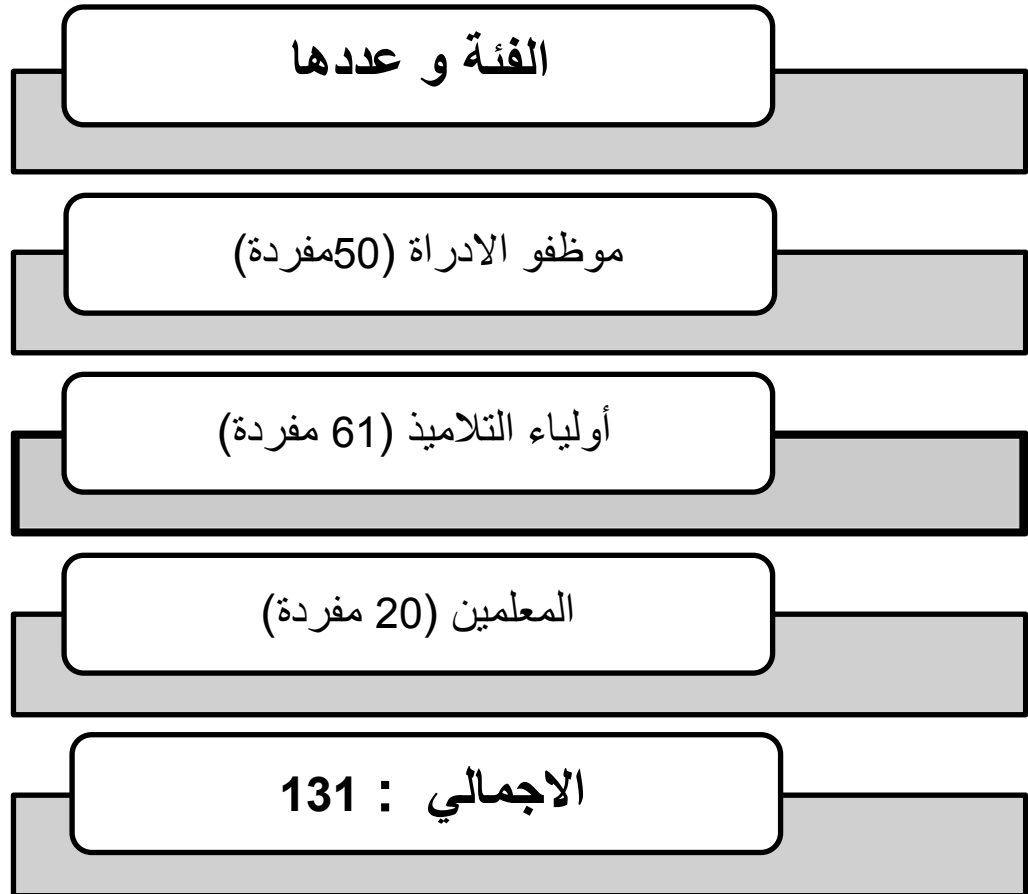 الفئة و عددها
موظفو الادراة (50مفردة)
أولياء التلاميذ (61 مفردة)
المعلمين (20 مفردة)
الاجمالي : 131